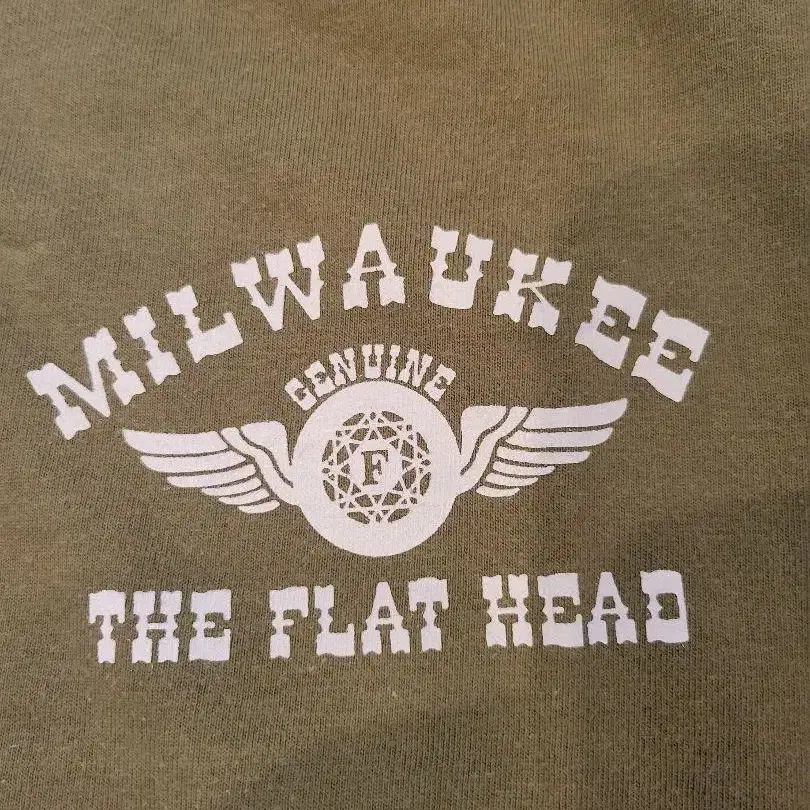 MILWAUKEE
GENUINE
F
THE FLAT HEAD